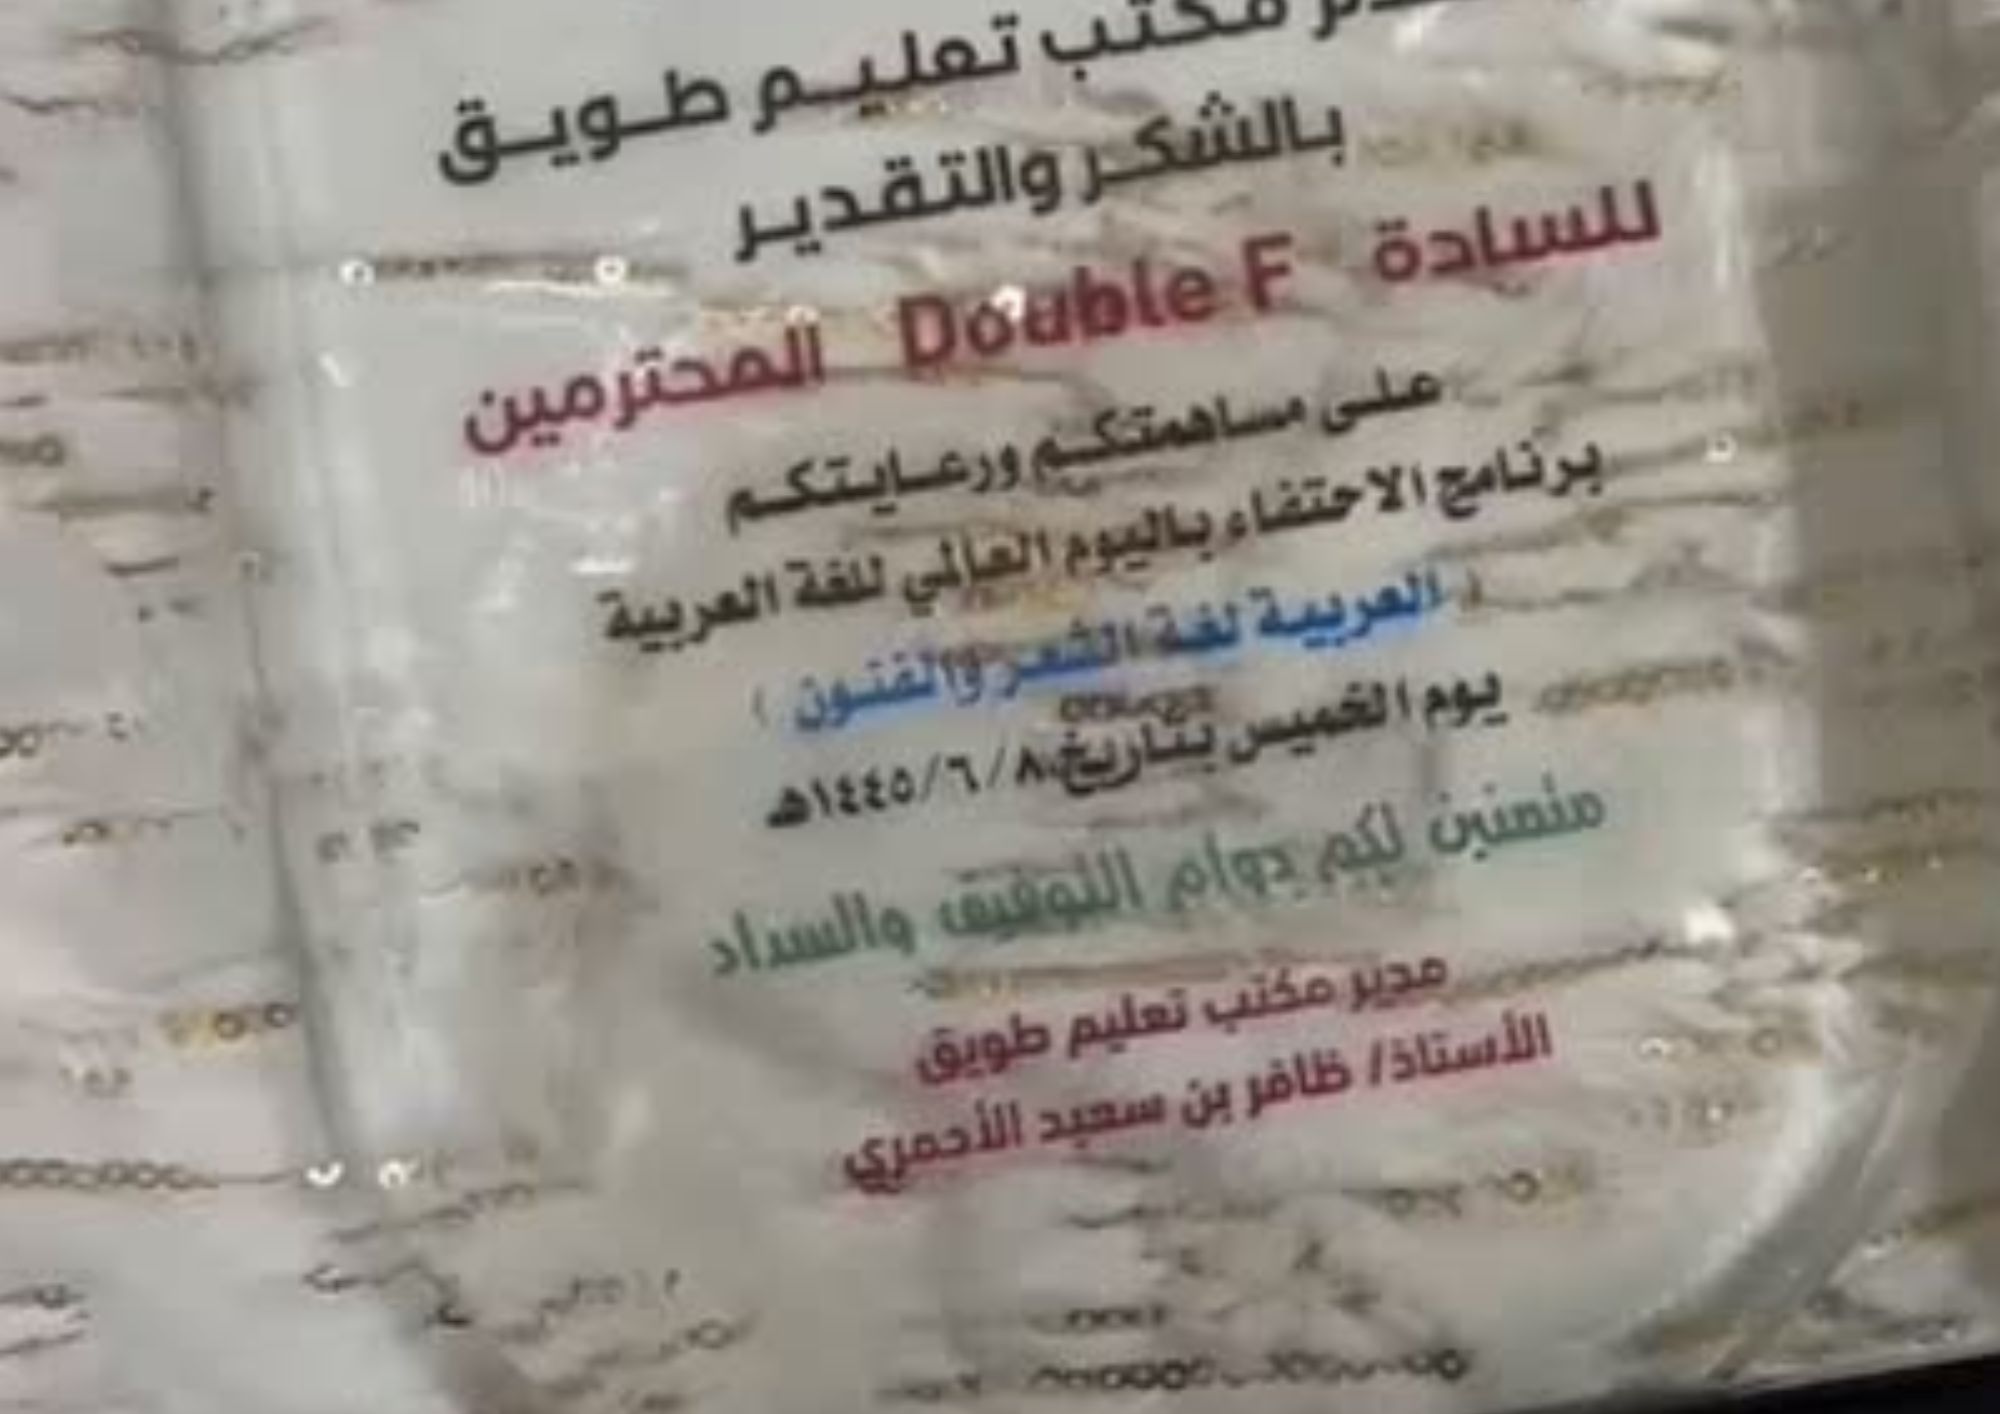 مكتب تعليم طويق
بالشكر والتقدير
للسادة Double F المحترمين
على مساهمتكم ورعايتكم
برنامج الاحتفاء باليوم العالمي للغة العربية
( العربية لغة الشعر والفنون )
يوم الخميس بتاريخ ٨/٦/١٤٤٥هـ
متمنين لكم دوام التوفيق والسداد
مدير مكتب تعليم طويق
الأستاذ/ ظافر بن سعيد الأحمري